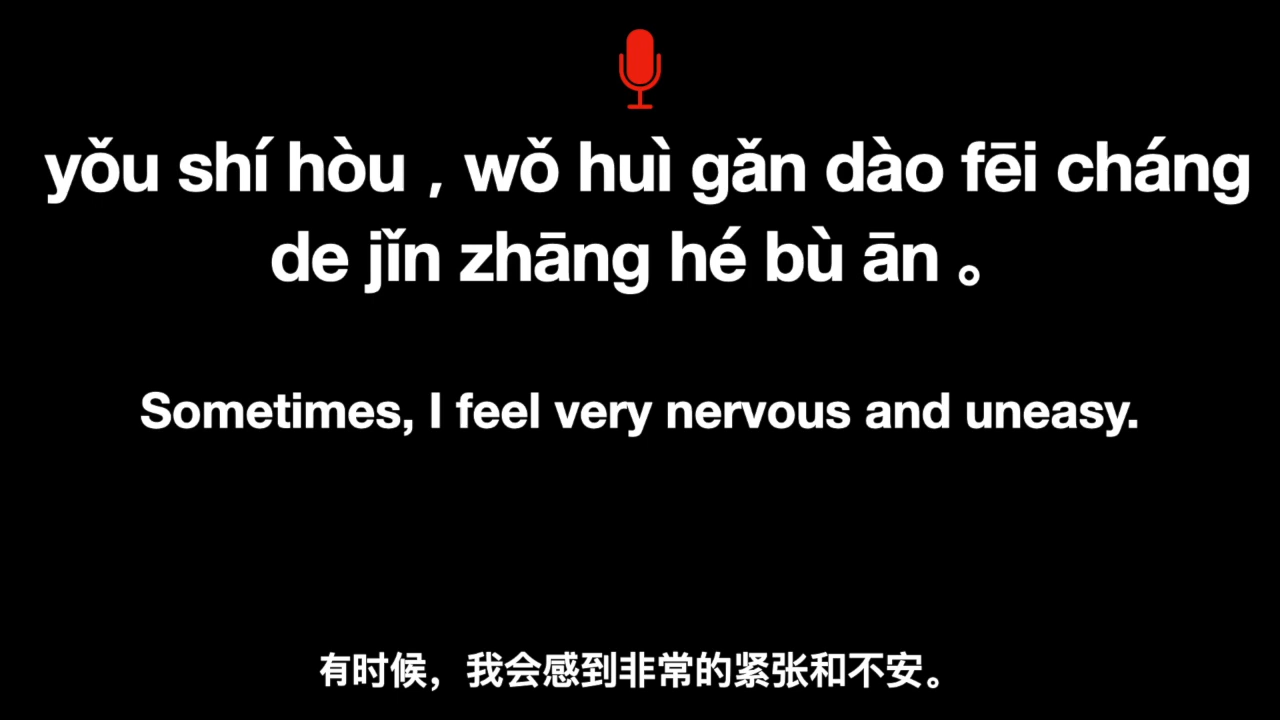 yǒu shí hòu，wǒ huì gǎn dào fēi cháng
de jǐn zhāng hé bù ān。
Sometimes, I feel very nervous and uneasy.
有时候，我会感到非常的紧张和不安。